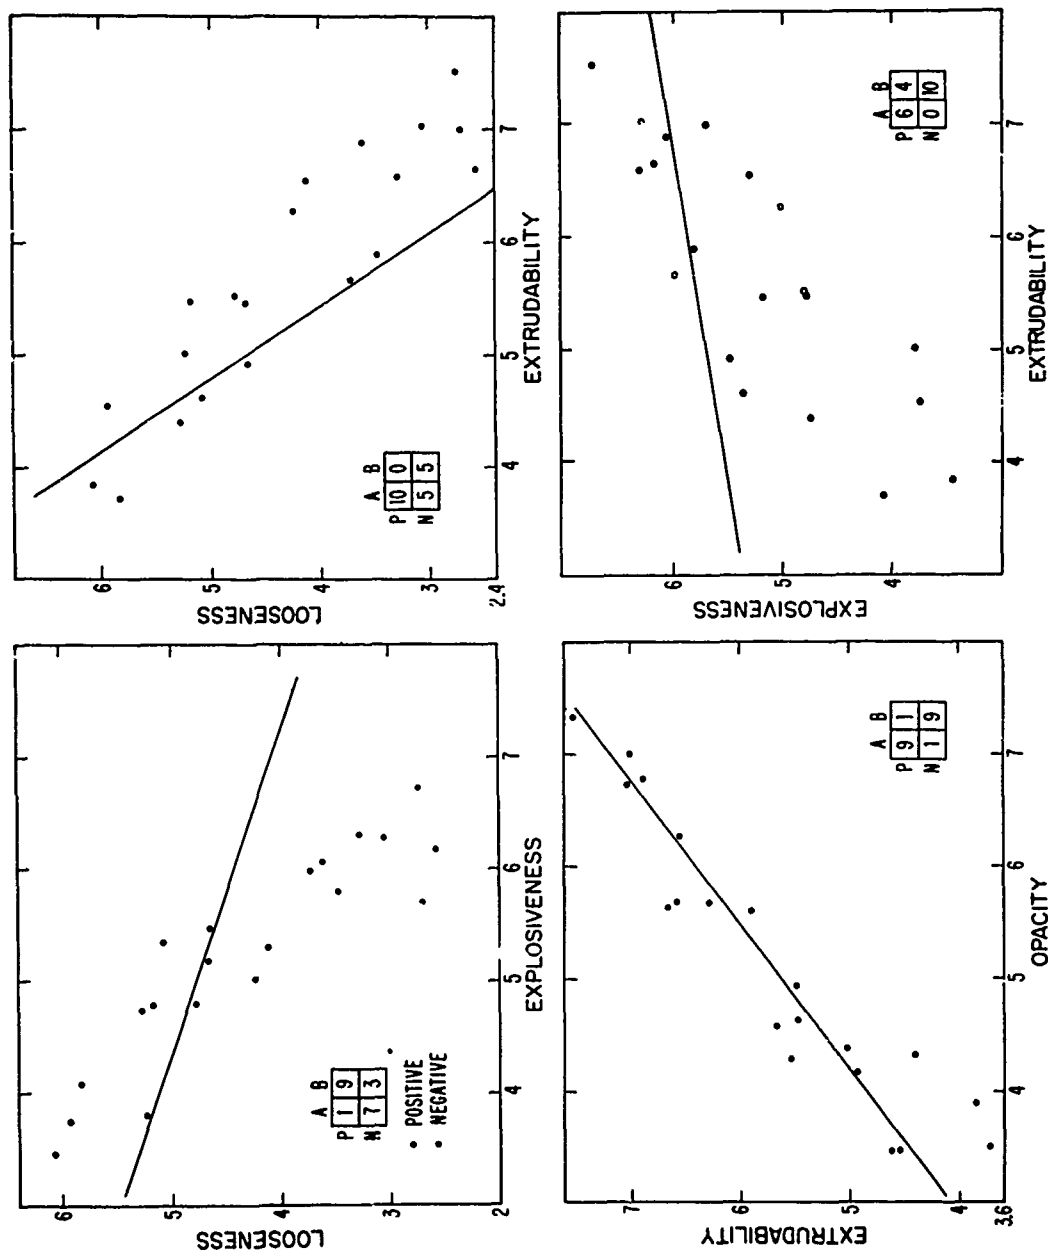 6
5
4
3
2.4
LOOSENESS
4
5
6
7
EXTRUDABILITY
A B
P 10 0
N 5 5
6
5
4
EXPLOSIVENESS
4
5
6
7
EXTRUDABILITY
A B
P 6 4
N 0 10
6
5
4
3
2
LOOSENESS
4
5
6
7
EXPLOSIVENESS
A B
P 1 9
N 7 3
POSITIVE
NEGATIVE
7
6
5
4
3.6
EXTRUDABILITY
4
5
6
7
OPACITY
A B
P 9 1
N 1 9